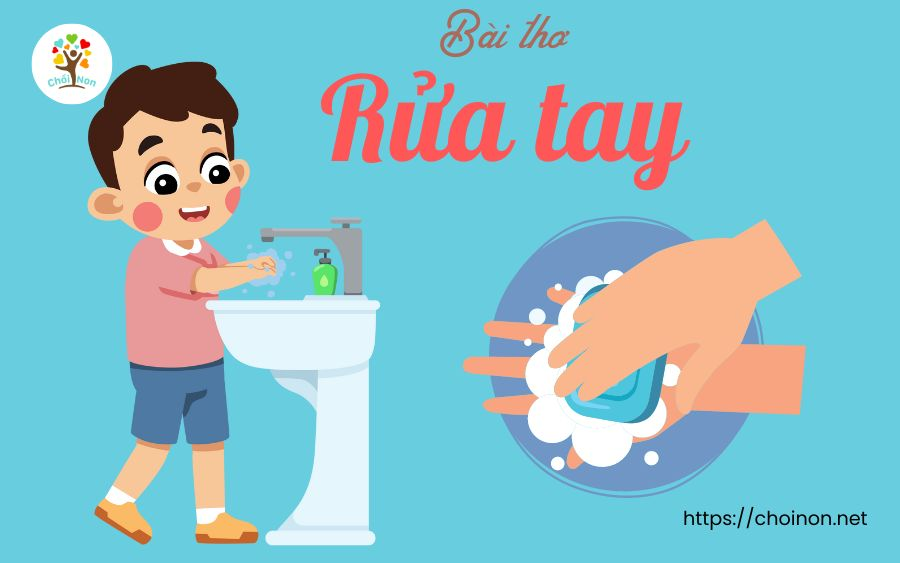 Chồi Non
Bài thơ
Rửa tay
https://choinon.net